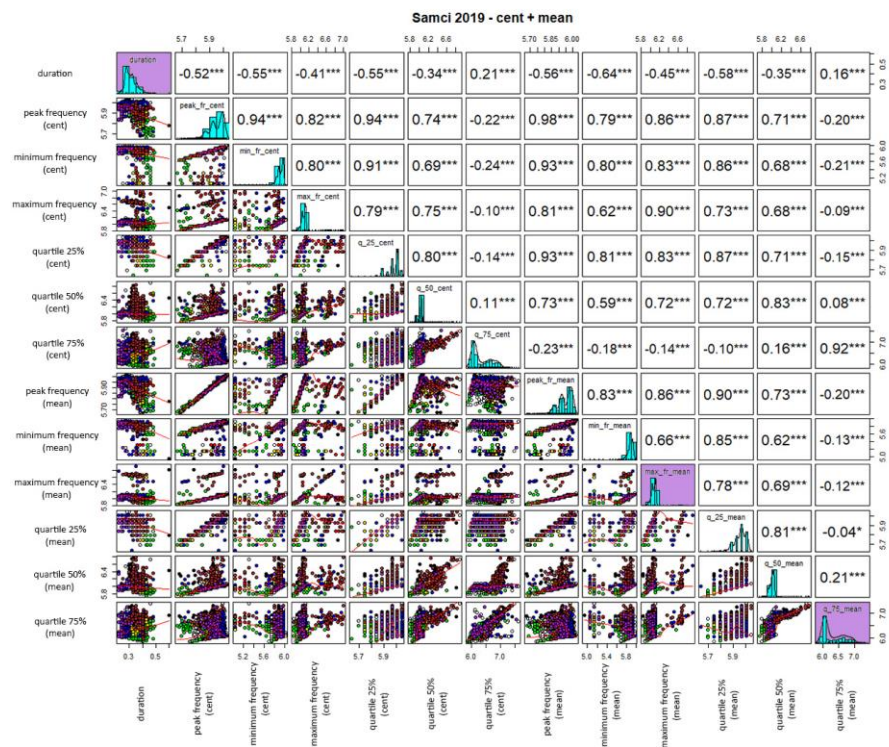 Samci 2019 - cent + mean
5.7 5.9 6.2 6.6 7.0 5.8 6.2 6.6 5.70 5.85 6.00 5.8 6.2 6.6 5.8 6.2 6.6
duration duration -0.52*** -0.55*** -0.41*** -0.55*** -0.34*** 0.21*** -0.56*** -0.64*** -0.45*** -0.58*** -0.35*** 0.16*** 0.3 0.5
peak frequency
(cent) 5.7 5.9 peak_fr_cent 0.94*** 0.82*** 0.94*** 0.74*** -0.22*** 0.98*** 0.79*** 0.86*** 0.87*** 0.71*** -0.20***
minimum frequency
(cent) min_fr_cent 0.80*** 0.91*** 0.69*** -0.24*** 0.93*** 0.80*** 0.83*** 0.86*** 0.68*** -0.21*** 5.2 5.6 6.0
maximum frequency
(cent) 5.8 6.4 7.0 max_fr_cent 0.79*** 0.75*** -0.10*** 0.81*** 0.62*** 0.90*** 0.73*** 0.68*** -0.09***
quartile 25%
(cent) q_25_cent 0.80*** -0.14*** 0.93*** 0.81*** 0.83*** 0.87*** 0.71*** -0.15*** 5.7 5.9
quartile 50%
(cent) 5.8 6.4 q_50_cent 0.11*** 0.73*** 0.59*** 0.72*** 0.72*** 0.83*** 0.08***
quartile 75%
(cent) q_75_cent -0.23*** -0.18*** -0.14*** -0.10*** 0.16*** 0.92*** 6.0 7.0
peak frequency
(mean) 5.70 5.90 peak_fr_mean 0.83*** 0.86*** 0.90*** 0.73*** -0.20***
minimum frequency
(mean) min_fr_mean 0.66*** 0.85*** 0.62*** -0.13*** 5.0 5.6
maximum frequency
(mean) 5.8 6.4 max_fr_mean 0.78*** 0.69*** -0.12***
quartile 25%
(mean) q_25_mean 0.81*** -0.04* 5.7 5.9
quartile 50%
(mean) 5.8 6.4 q_50_mean 0.21***
quartile 75%
(mean) q_75_mean 6.0 7.0
0.3 0.5 5.2 5.6 6.0 5.7 5.9 6.0 7.0 5.0 5.4 5.8 5.7 5.9 6.0 6.5 7.0
duration
peak frequency
(cent)
minimum frequency
(cent)
maximum frequency
(cent)
quartile 25%
(cent)
quartile 50%
(cent)
quartile 75%
(cent)
peak frequency
(mean)
minimum frequency
(mean)
maximum frequency
(mean)
quartile 25%
(mean)
quartile 50%
(mean)
quartile 75%
(mean)